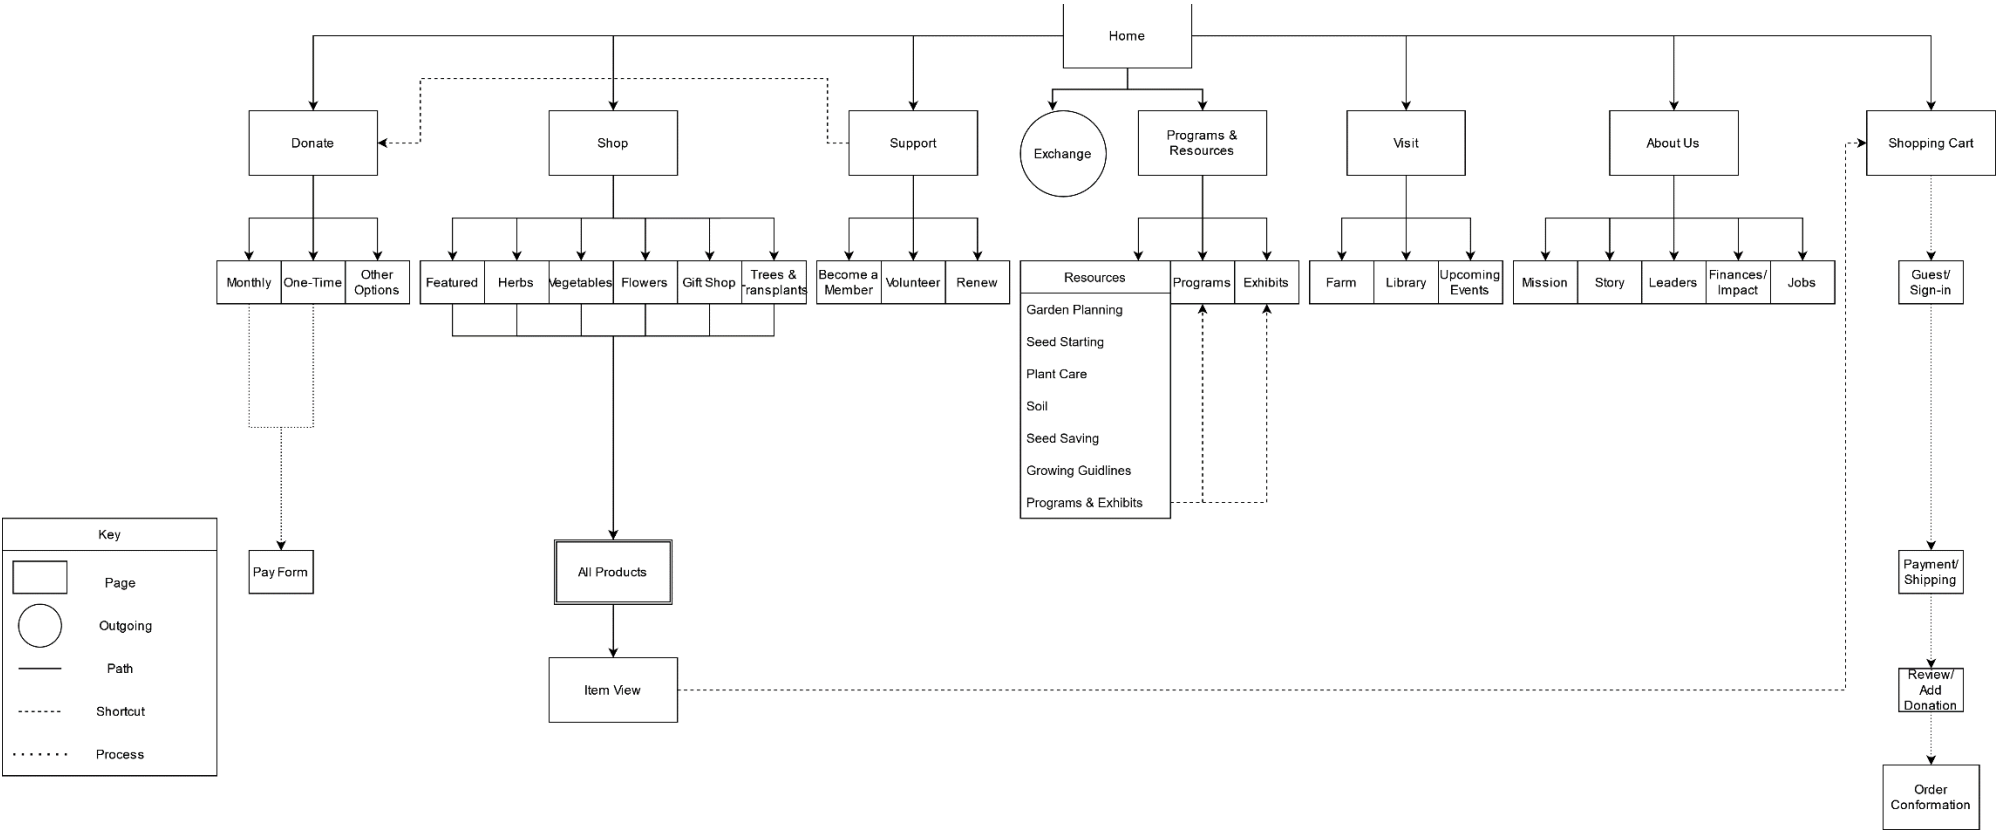 Home
Donate
Shop
Support
Exchange
Programs &
Resources
Visit
About Us
Shopping Cart
Monthly
One-Time
Other
Options
Featured
Herbs
Vegetables
Flowers
Gift Shop
Trees &
Transplants
Become a
Member
Volunteer
Renew
Resources
Programs
Exhibits
Farm
Library
Upcoming
Events
Mission
Story
Leaders
Finances/
Impact
Jobs
Guest/
Sign-in
Garden Planning
Seed Starting
Plant Care
Soil
Seed Saving
Growing Guidlines
Programs & Exhibits
Key
Page
Outgoing
Path
Shortcut
Process
Pay Form
All Products
Item View
Payment/
Shipping
Review/
Add
Donation
Order
Conformation